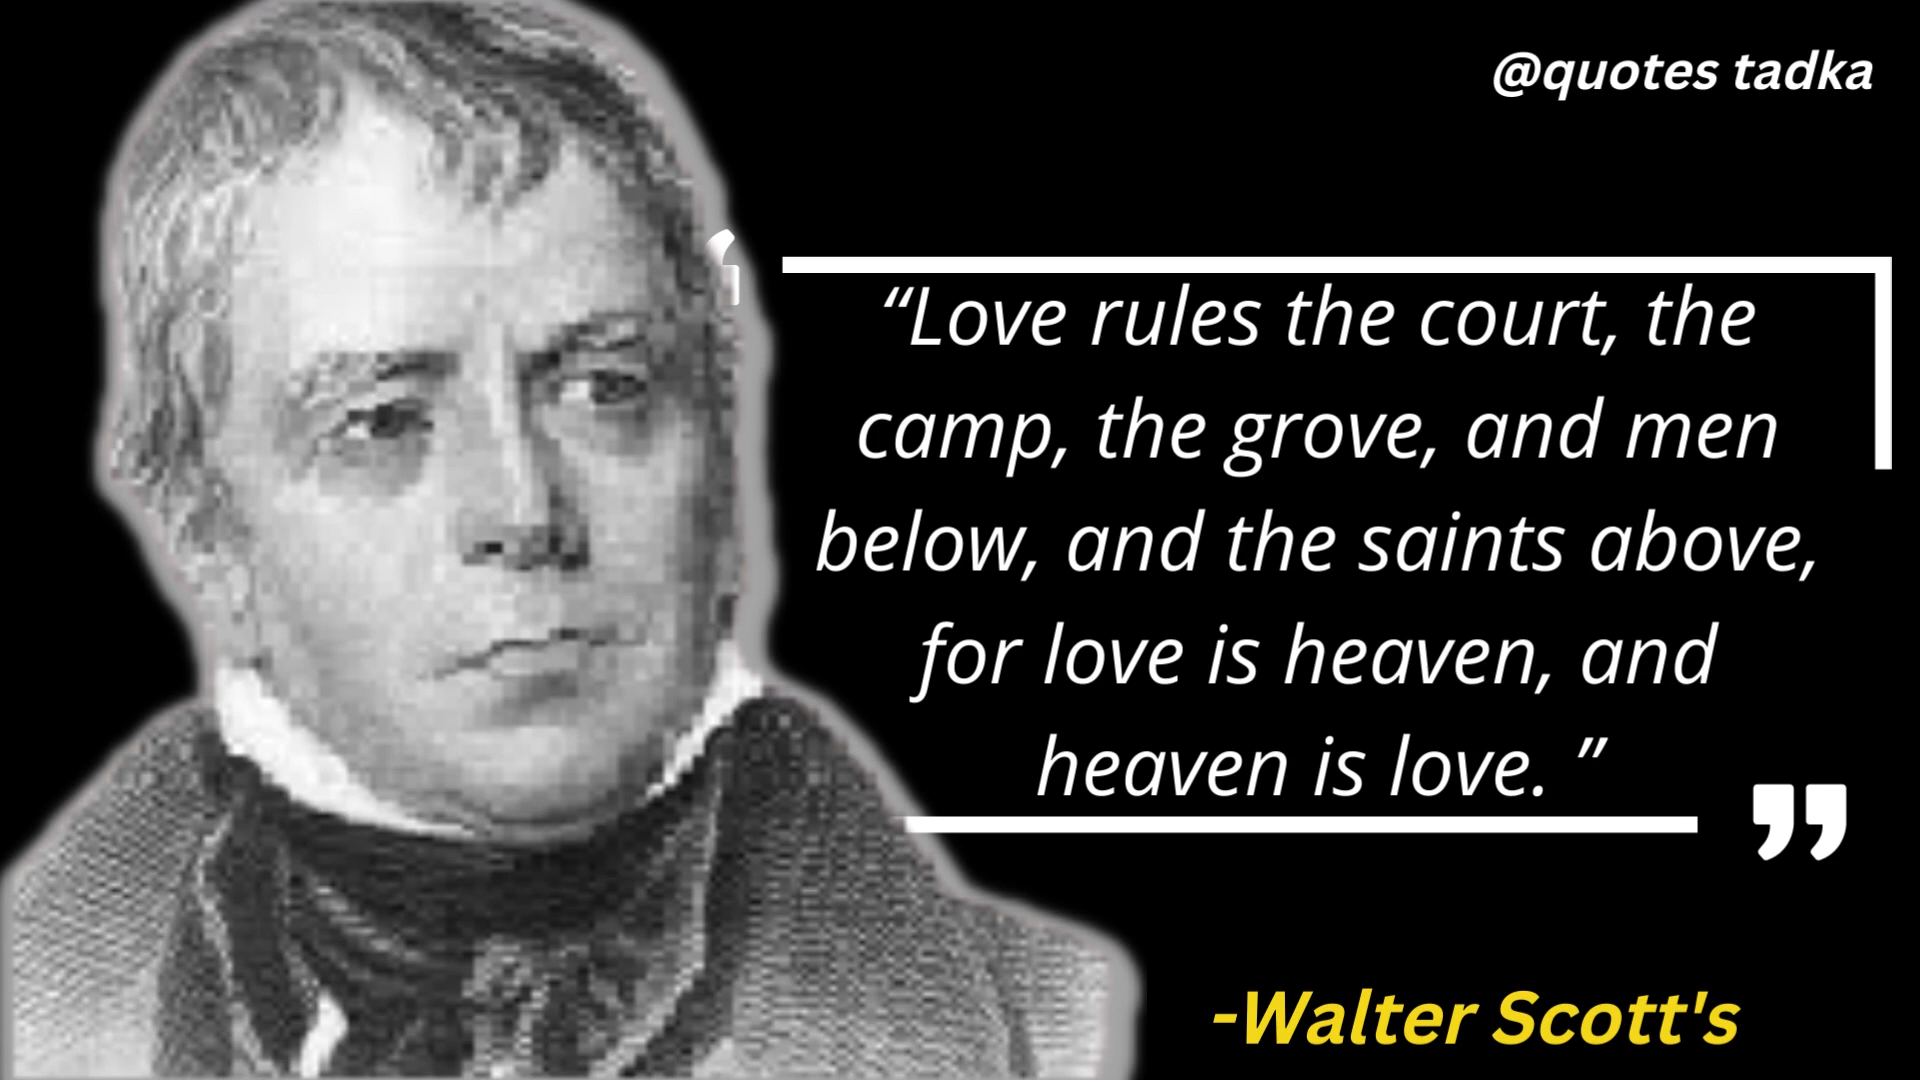 @quotes tadka
“Love rules the court, the
camp, the grove, and men
below, and the saints above,
for love is heaven, and
heaven is love. ”
-Walter Scott's